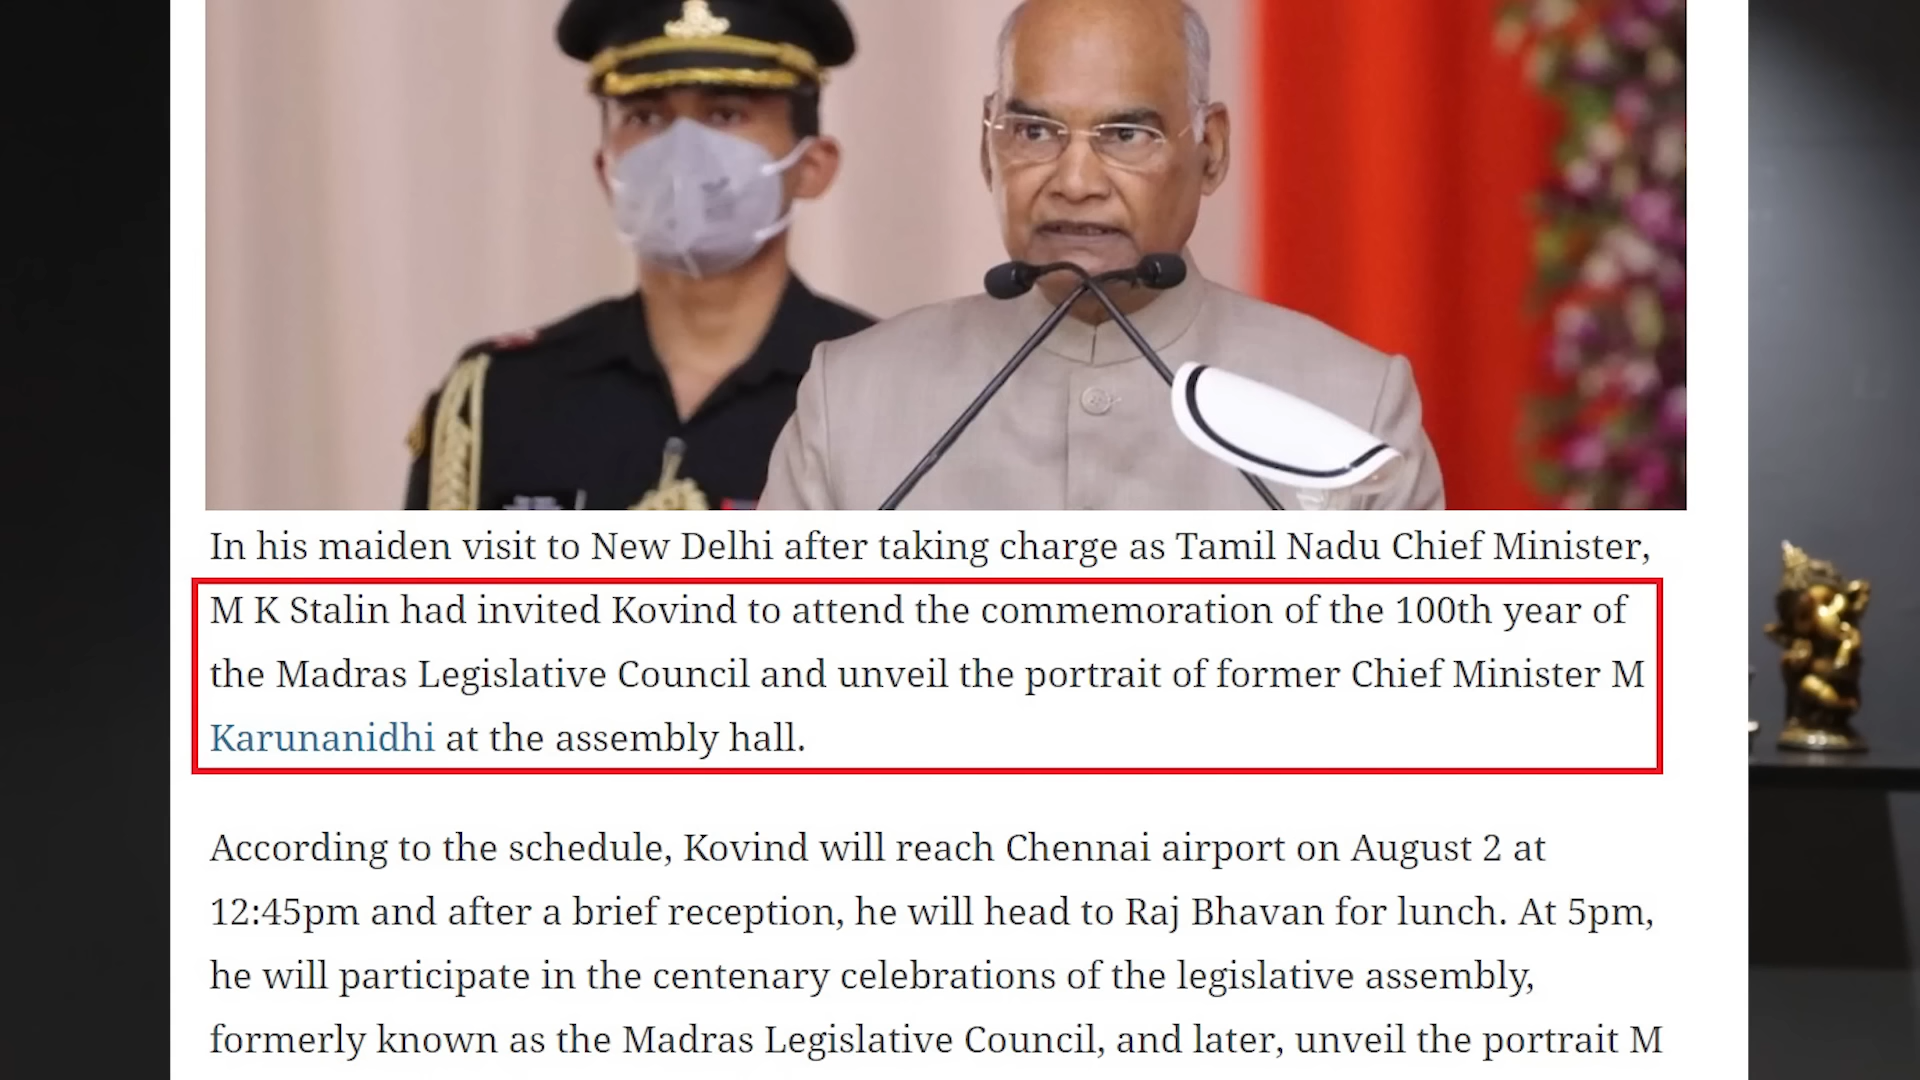 In his maiden visit to New Delhi after taking charge as Tamil Nadu Chief Minister,
M K Stalin had invited Kovind to attend the commemoration of the 100th year of
the Madras Legislative Council and unveil the portrait of former Chief Minister M
Karunanidhi at the assembly hall.
According to the schedule, Kovind will reach Chennai airport on August 2 at
12:45pm and after a brief reception, he will head to Raj Bhavan for lunch. At 5pm,
he will participate in the centenary celebrations of the legislative assembly,
formerly known as the Madras Legislative Council, and later, unveil the portrait M